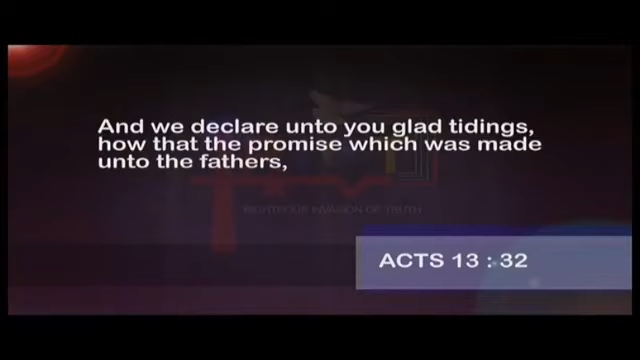 And we declare unto you glad tidings,
how that the promise which was made
unto the fathers,
RIGHTEOUS INVASION OF TRUTH
ACTS 13 : 32